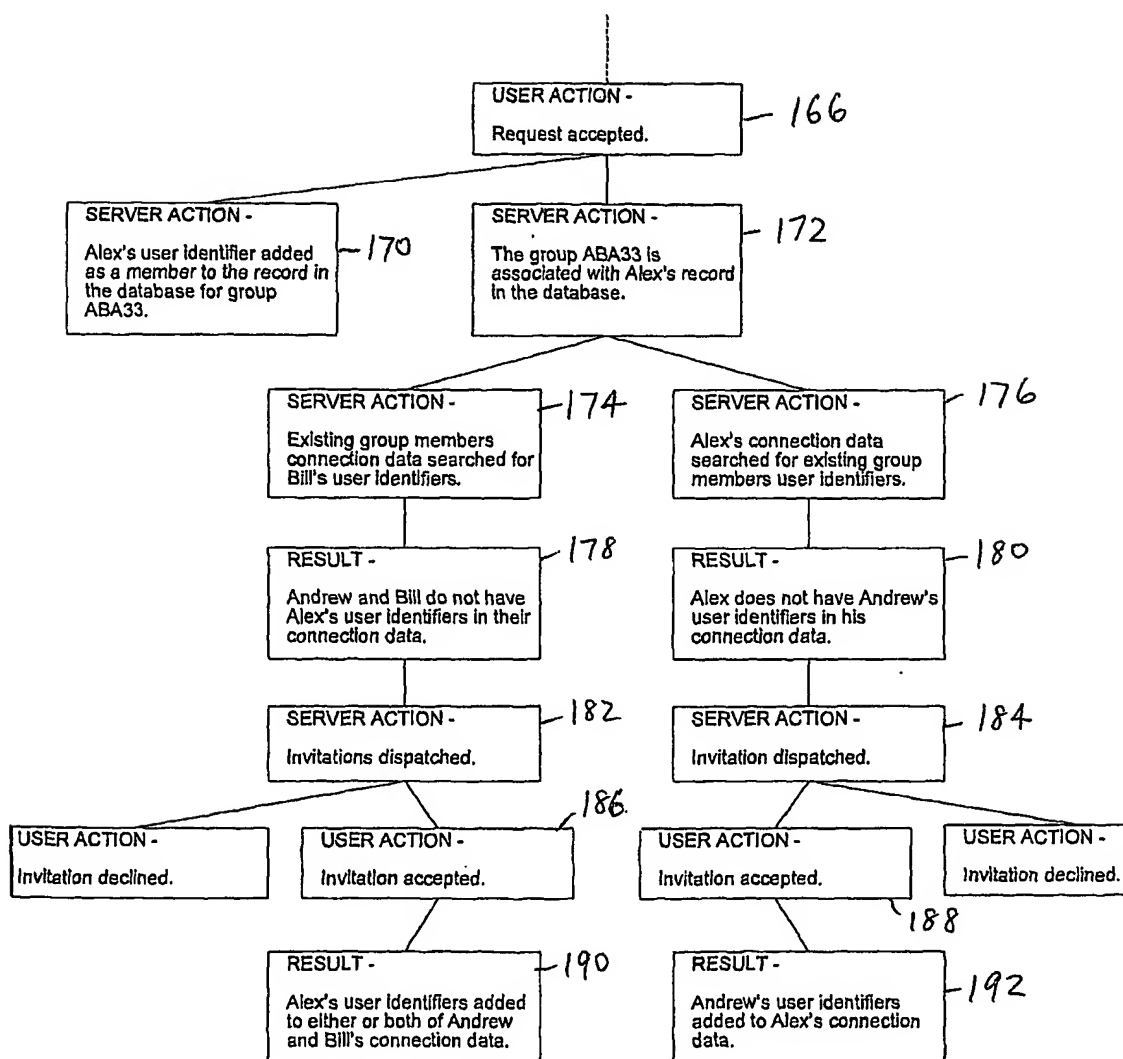 USER ACTION -
Request accepted.
166
SERVER ACTION -
Alex's user identifier added
as a member to the record in
the database for group
ABA33.
170
SERVER ACTION -
The group ABA33 is
associated with Alex's record
in the database.
172
SERVER ACTION -
Existing group members
connection data searched for
Bill's user identifiers.
174
SERVER ACTION -
Alex's connection data
searched for existing group
members user identifiers.
176
RESULT -
Andrew and Bill do not have
Alex's user identifiers in their
connection data.
178
RESULT -
Alex does not have Andrew's
user identifiers in his
connection data.
180
SERVER ACTION -
Invitations dispatched.
182
SERVER ACTION -
Invitation dispatched.
184
USER ACTION -
Invitation declined.
USER ACTION -
Invitation accepted.
186.
USER ACTION -
Invitation accepted.
188
USER ACTION -
Invitation declined.
RESULT -
Alex's user identifiers added
to either or both of Andrew
and Bill's connection data.
190
RESULT -
Andrew's user identifiers
added to Alex's connection
data.
192